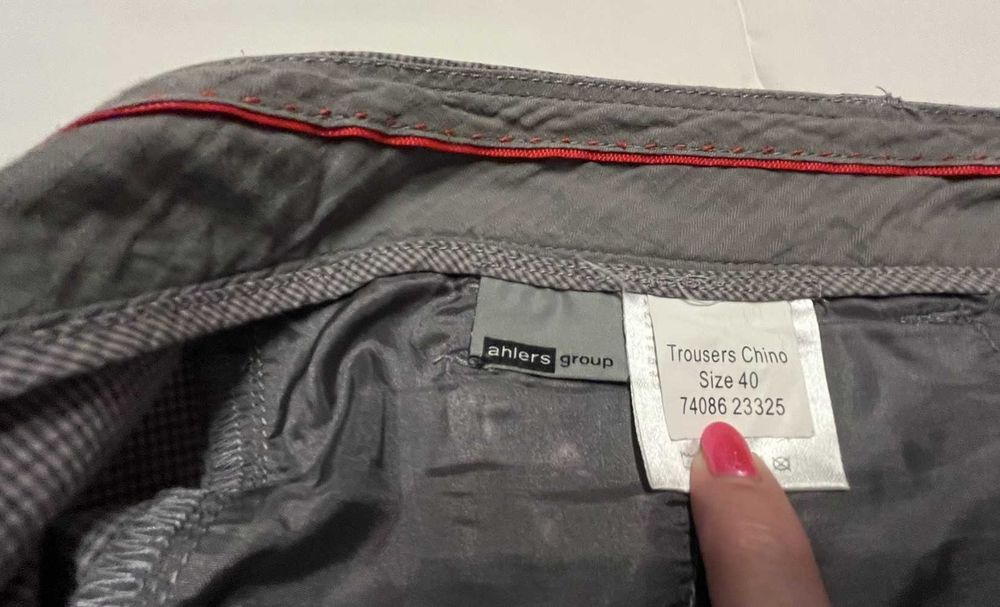 ahlers group
Trousers Chino
Size 40
74086 23325